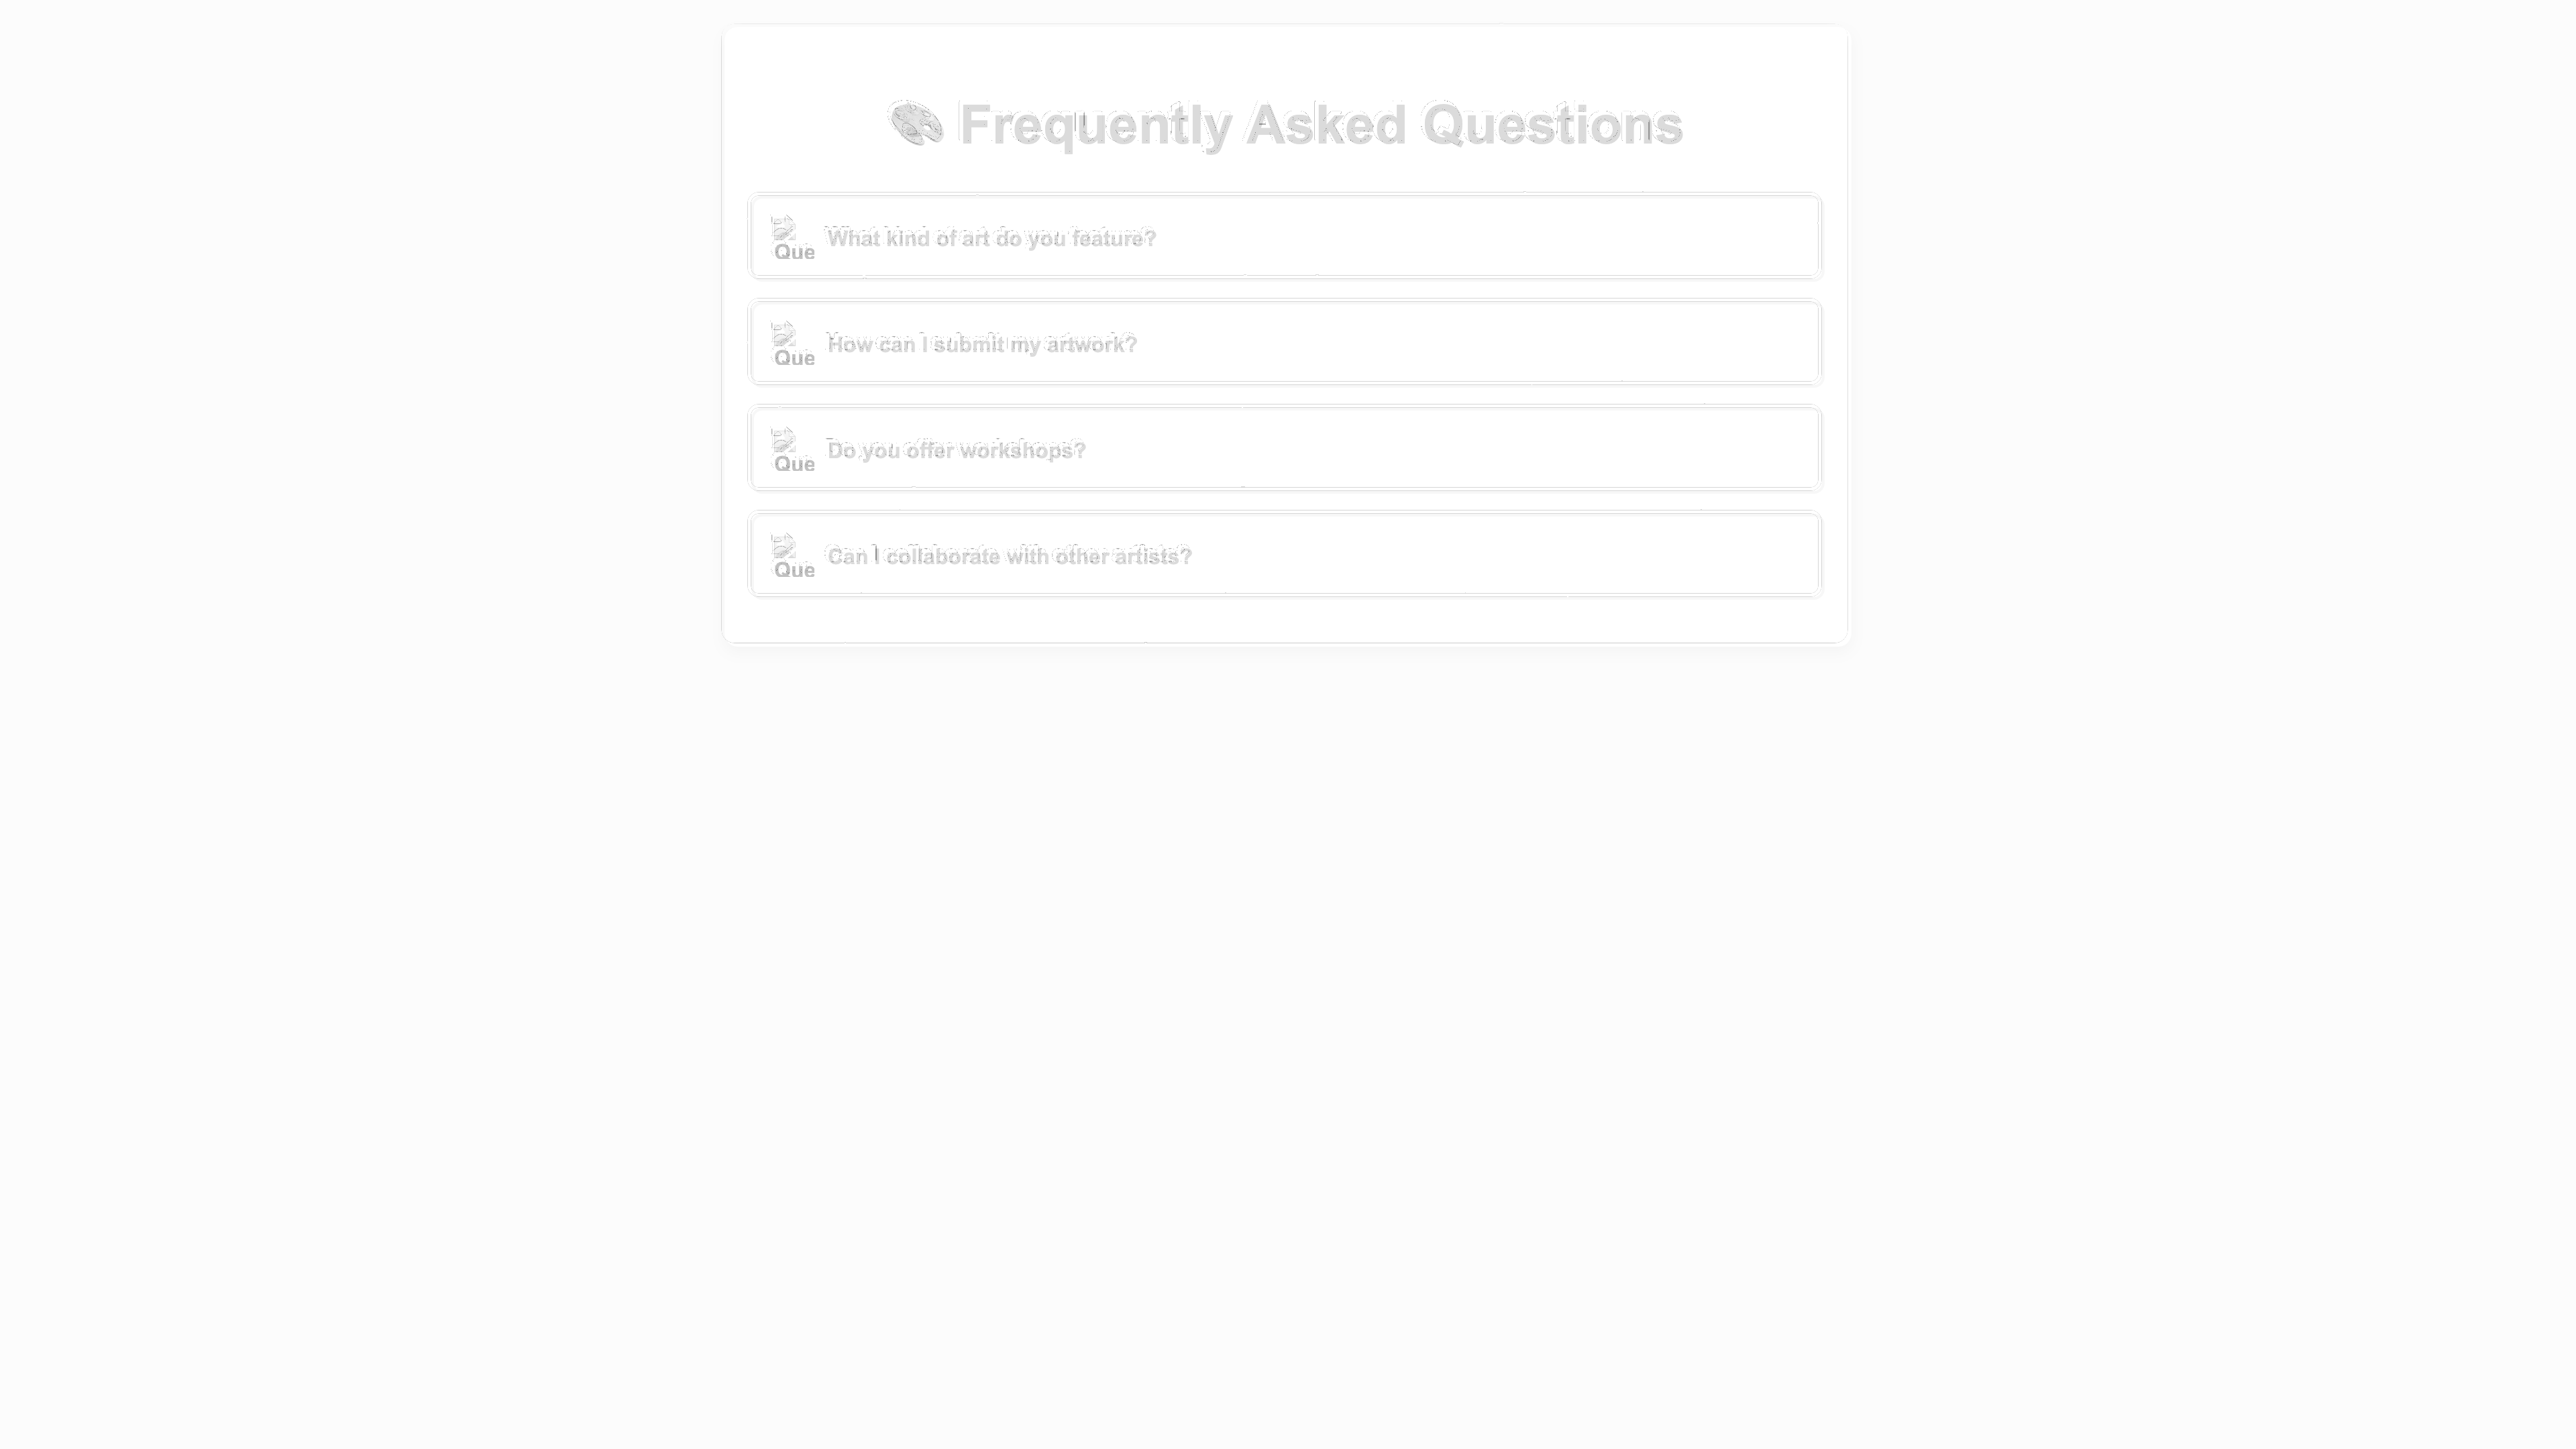 🎨 Frequently Asked Questions
Que What kind of art do you feature?
Que How can I submit my artwork?
Que Do you offer workshops?
Que Can I collaborate with other artists?